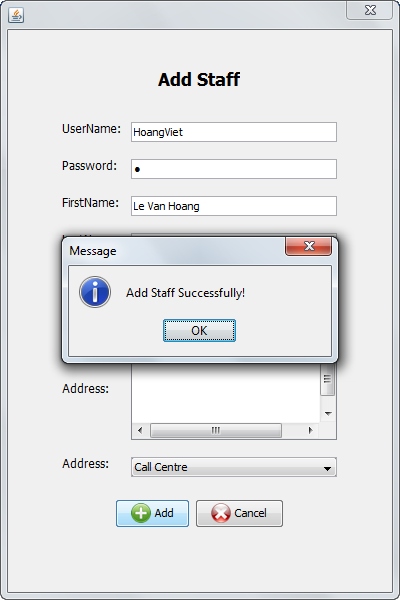 Add Staff
UserName: HoangViet
Password: ●
FirstName: Le Van Hoang
Message
Add Staff Successfully!
OK
Address:
Address: Call Centre
Add Cancel